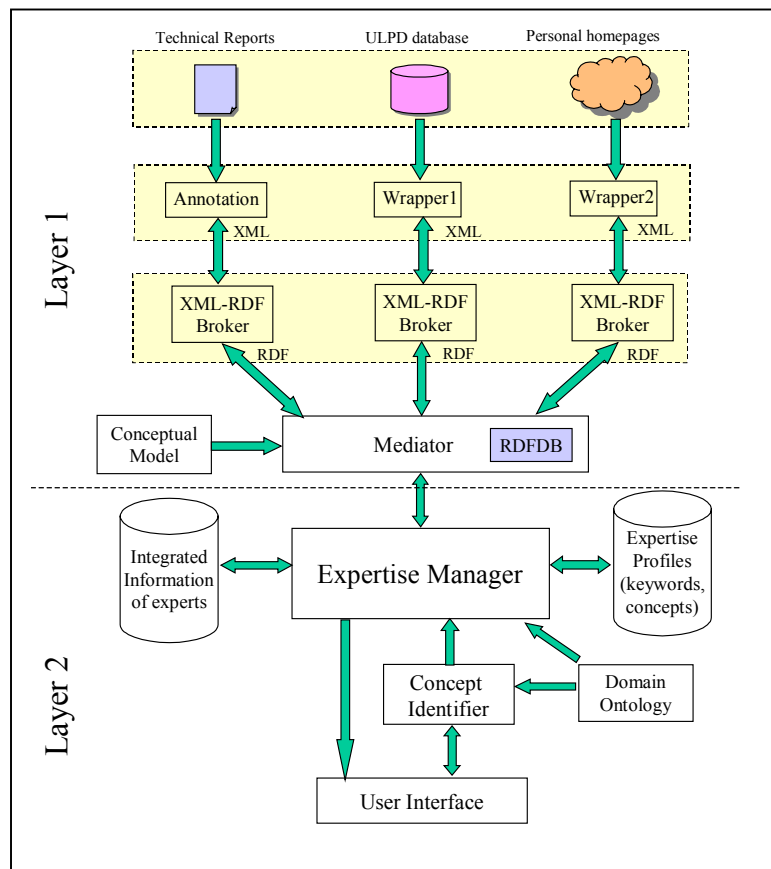 Technical Reports
ULPD database
Personal homepages
Layer 1
Annotation
Wrapper1
Wrapper2
XML
XML
XML
XML-RDF
Broker
XML-RDF
Broker
XML-RDF
Broker
RDF
RDF
RDF
Conceptual
Model
Mediator
RDFDB
Layer 2
Integrated
Information
of experts
Expertise Manager
Expertise
Profiles
(keywords,
concepts)
Concept
Identifier
Domain
Ontology
User Interface